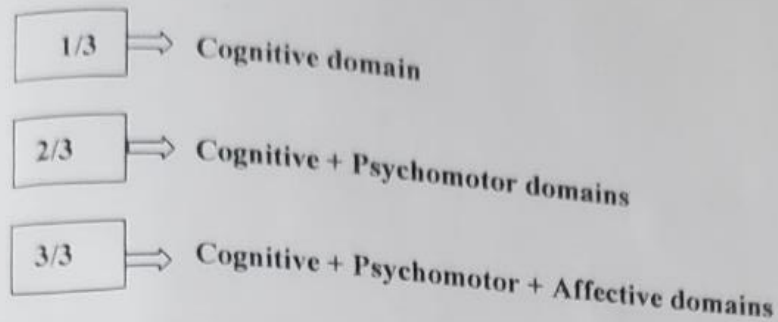 1/3 Cognitive domain
2/3 Cognitive + Psychomotor domains
3/3 Cognitive + Psychomotor + Affective domains